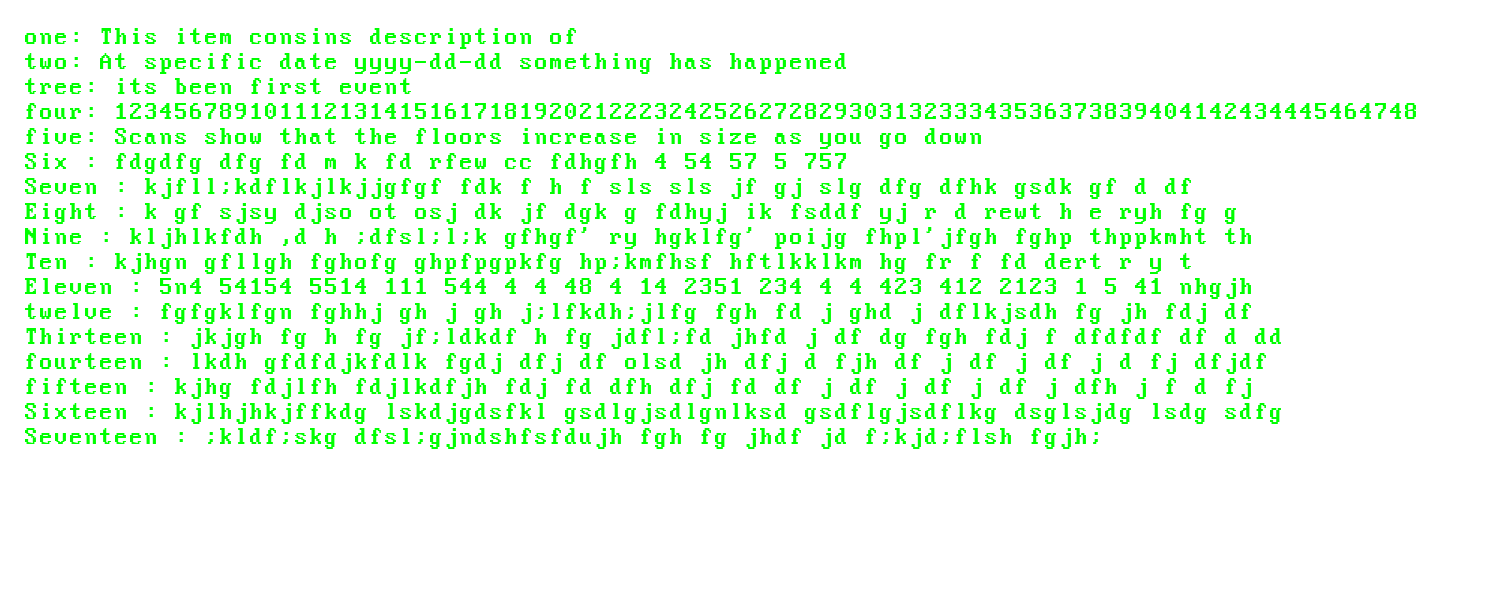 one: This item consins description of
two: At specific date yyyy-dd-dd something has happened
tree: its been first event
four: 123456789101112131415161718192021222324252627282930313233343536373839404142434445464748
five: Scans show that the floors increase in size as you go down
Six : fdgdfg dfg fd m k fd rfew cc fdhgfh 4 54 57 5 757
Seven : kjfll;kdflkjlkjjgfgf fdk f h f sls sls jf gj slg dfg dfhk gsdk gf d df
Eight : k gf sjsy djso ot osj dk jf dgk g fdhyj ik fsddf yj r d rewt h e ryh fg g
Nine : kljhlkfdh ,d h ;dfsl;l;k gfhgf' ry hgklfg' poijg fhpl'jfgh fghp thppkmht th
Ten : kjhgn gfllgh fghofg ghpfpgpkfg hp;kmfhsf hftlkklkm hg fr f fd dert r y t
Eleven : 5n4 54154 5514 111 544 4 4 48 4 14 2351 234 4 4 423 412 2123 1 5 41 nhgjh
twelve : fgfgklfgn fghhj gh j gh j;lfkdh;jlfg fgh fd j ghd j dflkjsdh fg jh fdj df
Thirteen : jkjgh fg h fg jf;ldkdf h fg jdfl;fd jhfd j df dg fgh fdj f dfdfdf df d dd
fourteen : lkdh gfdfdjkfdlk fgdj dfj df olsd jh dfj d fjh df j df j df j d fj dfjdf
fifteen : kjhg fdjlfh fdjlkdfjh fdj fd dfh dfj fd df j df j df j df j dfh j f d fj
Sixteen : kjlhjhkjffkdg lskdjgdsfkl gsdlgjsdlgnlksd gsdflgjsdflkg dsglsjdg lsdg sdfg
Seventeen : ;kldf;skg dfsl;gjndshfsfdujh fgh fg jhdf jd f;kjd;flsh fgjh;